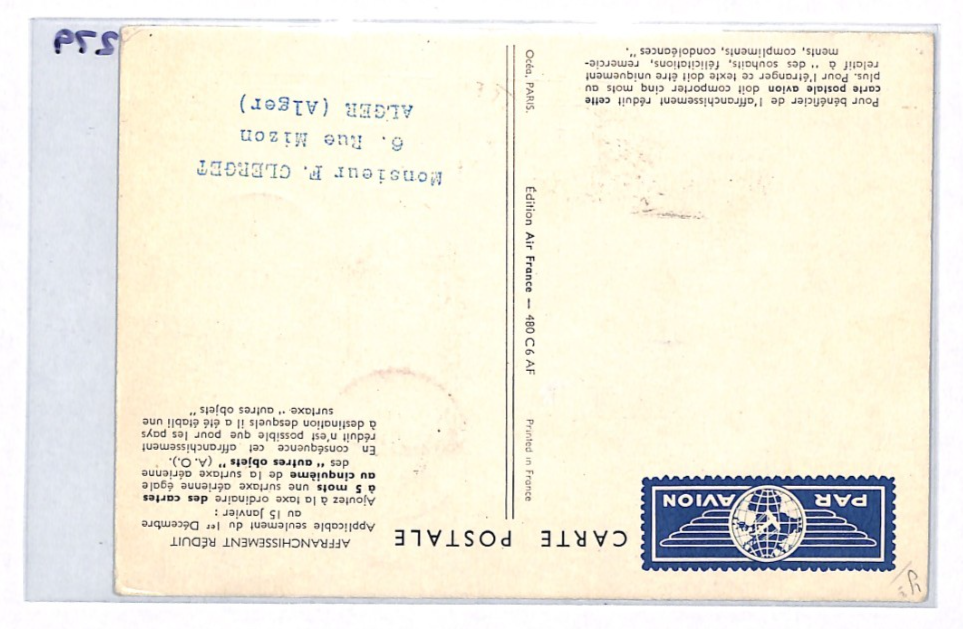 PAR AVION
CARTE POSTALE
AFFRANCHISSEMENT RÉDUIT
Applicable seulement du 1er Décembre
au 15 Janvier :
Ajoutez à la taxe ordinaire des cartes
à 5 mots une surtaxe aérienne égale
au cinquième de la surtaxe aérienne
des " autres objets " (A. O.).
En conséquence cet affranchissement
réduit n'est possible que pour les pays
à destination desquels il a été établi une
surtaxe " autres objets "
Océa, PARIS. Édition Air France — 480 C 6 AF Printed in France
Monsieur F. CLERGET
6. Rue Mizon
ALGER (Alger)
Pour bénéficier de l'affranchissement réduit cette
carte postale avion doit comporter cinq mots au
plus. Pour l'étranger ce texte doit être uniquement
relatif à " des souhaits, félicitations, remercie-
ments, compliments, condoléances ".